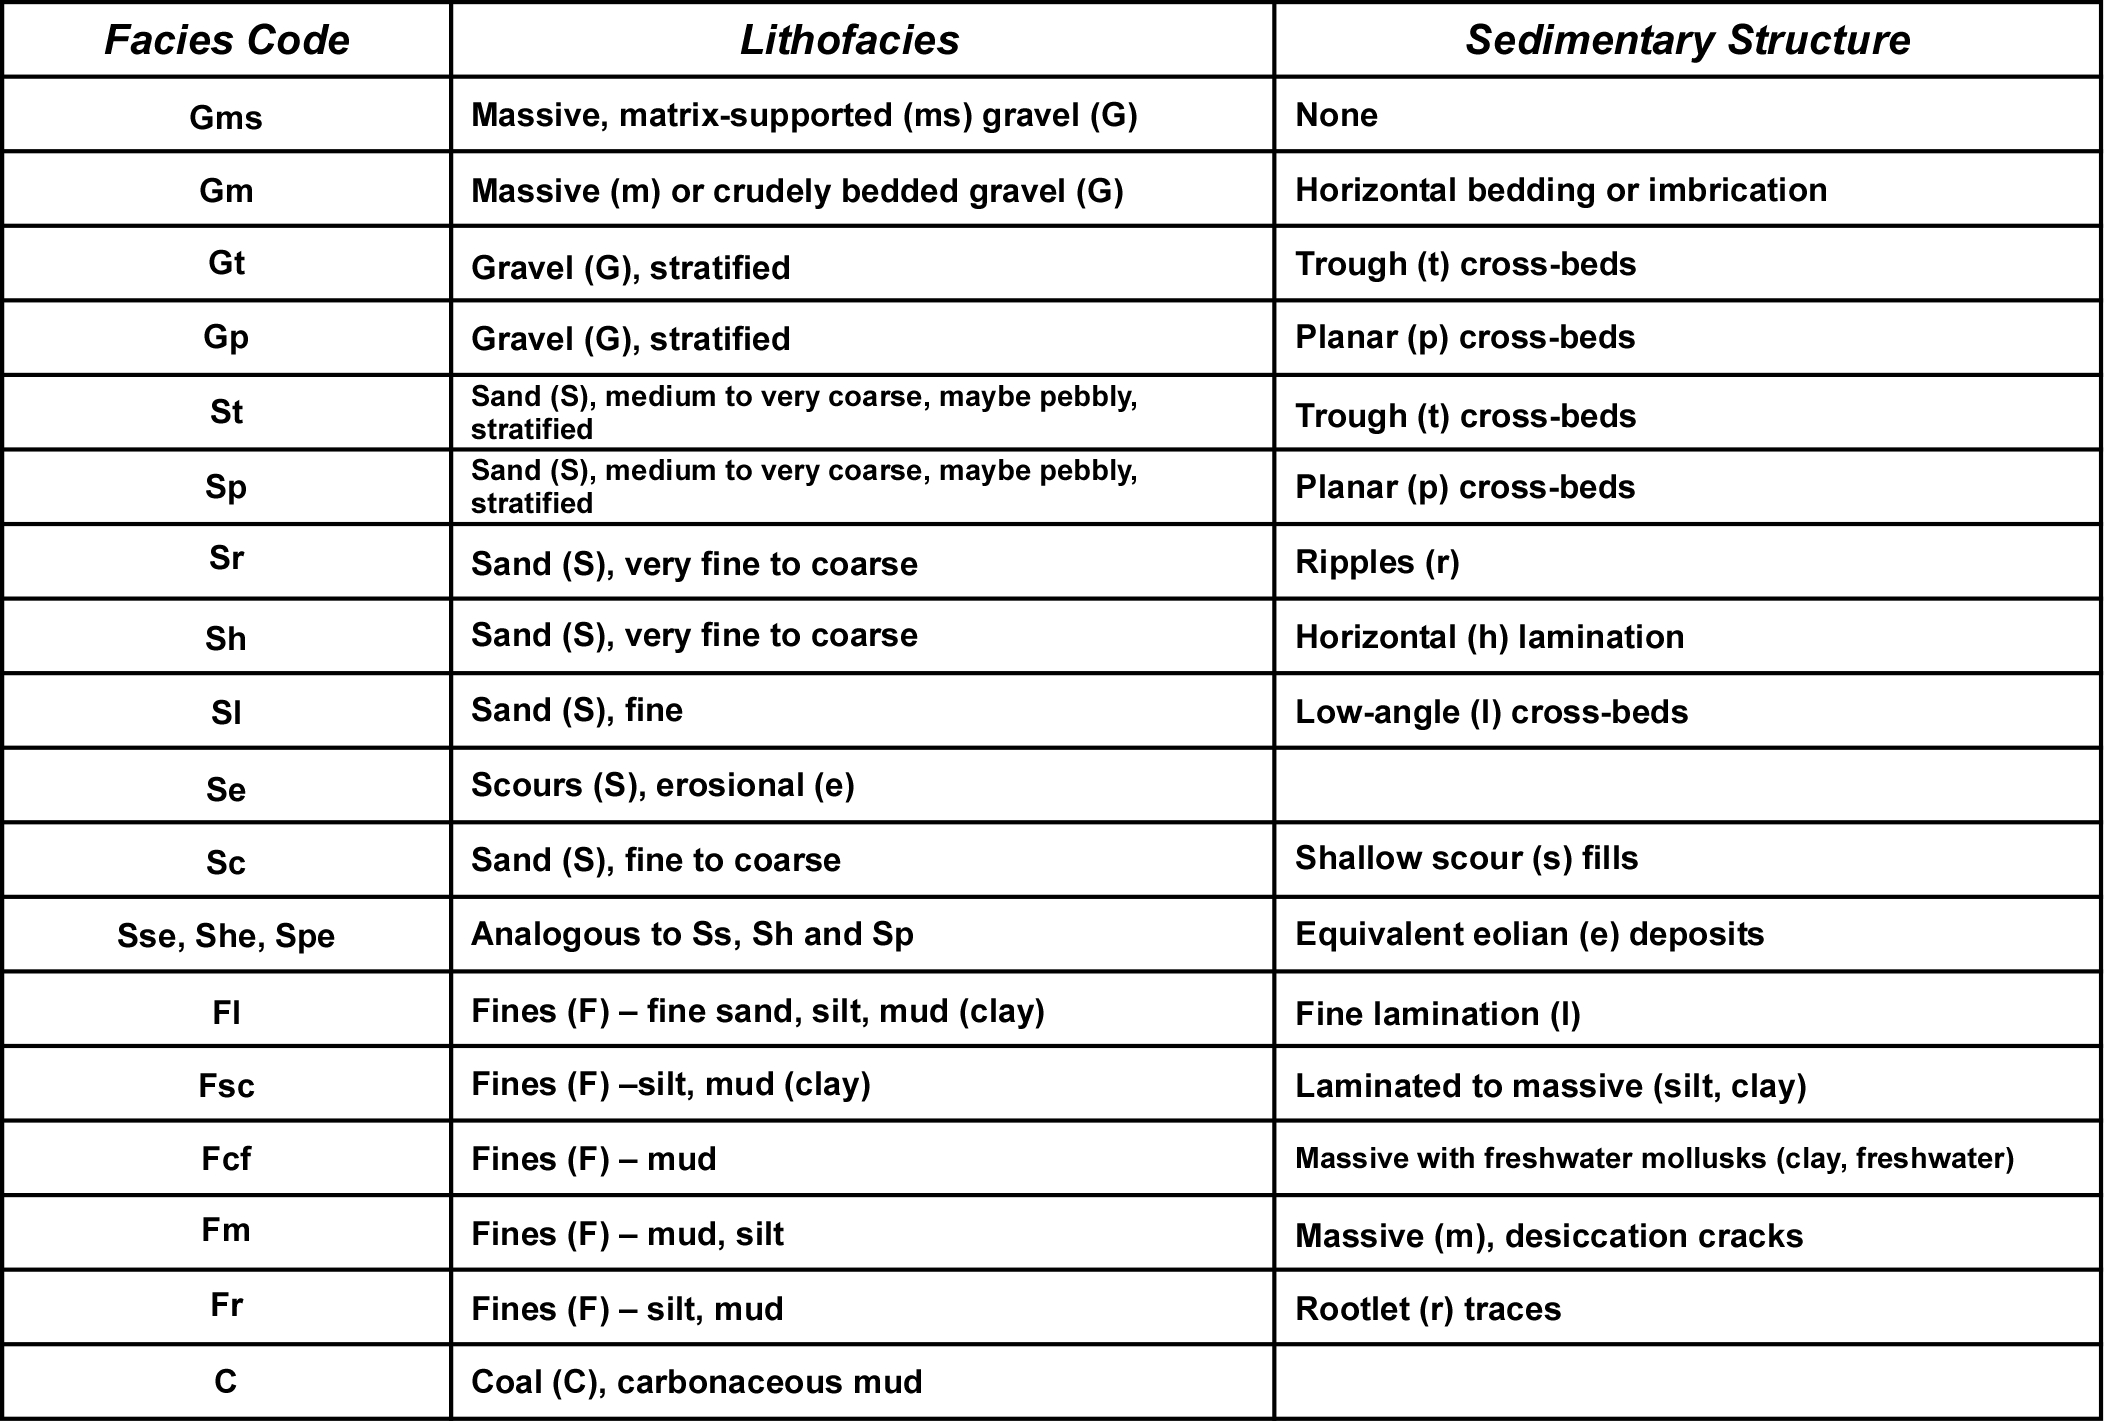 Facies Code Lithofacies Sedimentary Structure
Gms Massive, matrix-supported (ms) gravel (G) None
Gm Massive (m) or crudely bedded gravel (G) Horizontal bedding or imbrication
Gt Gravel (G), stratified Trough (t) cross-beds
Gp Gravel (G), stratified Planar (p) cross-beds
St Sand (S), medium to very coarse, maybe pebbly,
stratified Trough (t) cross-beds
Sp Sand (S), medium to very coarse, maybe pebbly,
stratified Planar (p) cross-beds
Sr Sand (S), very fine to coarse Ripples (r)
Sh Sand (S), very fine to coarse Horizontal (h) lamination
Sl Sand (S), fine Low-angle (l) cross-beds
Se Scours (S), erosional (e)
Sc Sand (S), fine to coarse Shallow scour (s) fills
Sse, She, Spe Analogous to Ss, Sh and Sp Equivalent eolian (e) deposits
Fl Fines (F) – fine sand, silt, mud (clay) Fine lamination (l)
Fsc Fines (F) –silt, mud (clay) Laminated to massive (silt, clay)
Fcf Fines (F) – mud Massive with freshwater mollusks (clay, freshwater)
Fm Fines (F) – mud, silt Massive (m), desiccation cracks
Fr Fines (F) – silt, mud Rootlet (r) traces
C Coal (C), carbonaceous mud